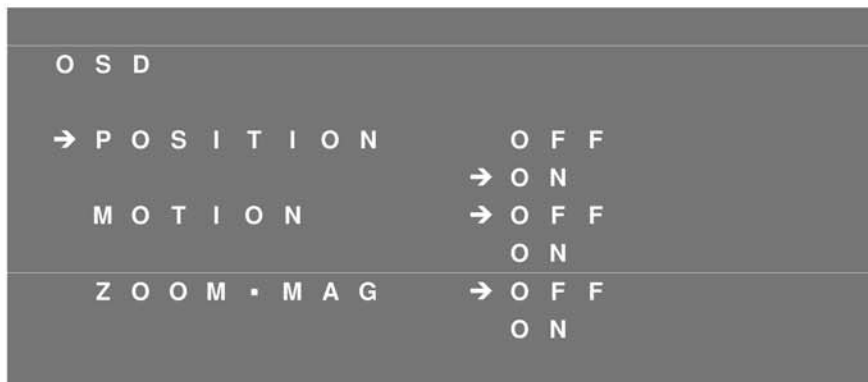 OSD
→ POSITION OFF
→ ON
MOTION → OFF
ON
ZOOM▪MAG → OFF
ON